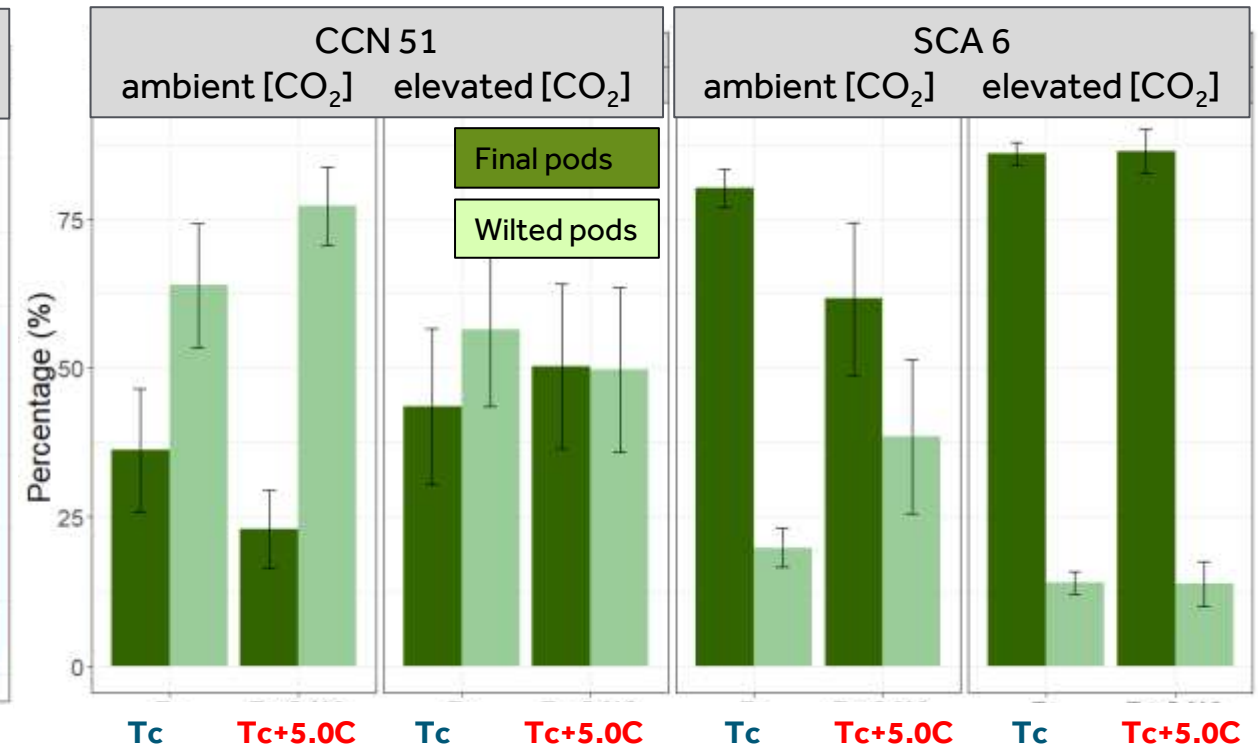 CCN 51
ambient [CO₂] elevated [CO₂]
SCA 6
ambient [CO₂] elevated [CO₂]
Final pods
Wilted pods
Percentage (%)
75
50
25
0
Tc Tc+5.0C Tc Tc+5.0C Tc Tc+5.0C Tc Tc+5.0C